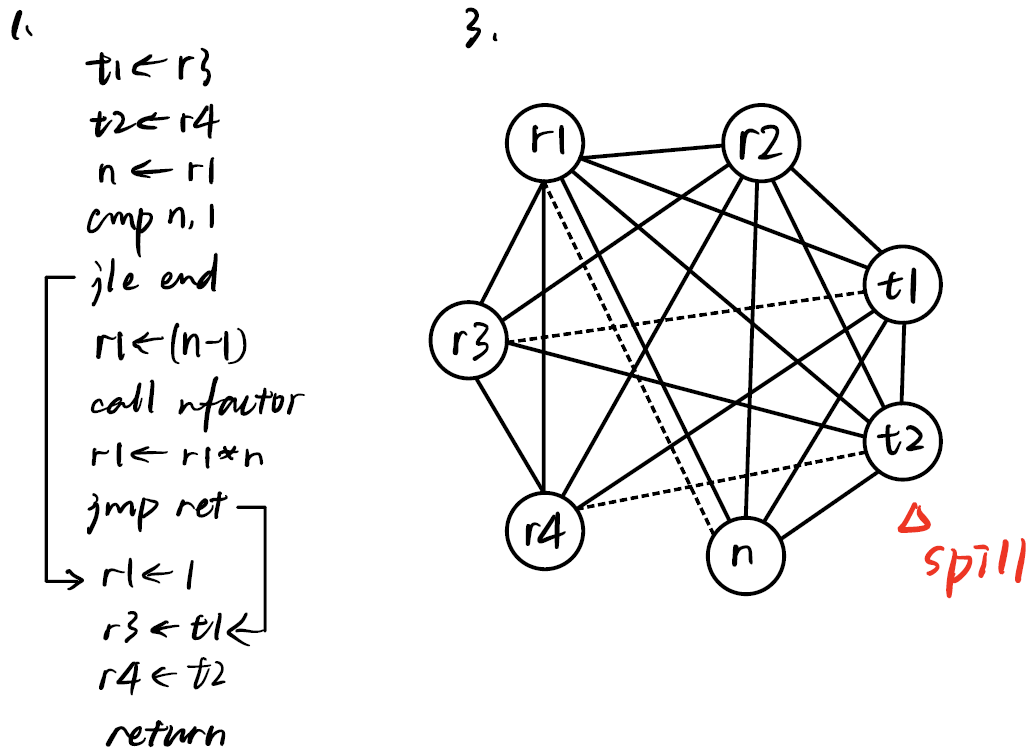 1.
t1 ← r3
t2 ← r4
n ← r1
cmp n, 1
jle end
r1 ← (n-1)
call nfactor
r1 ← r1*n
jmp ret
r1 ← 1
r3 ← t1
r4 ← t2
return
3.
r1
r2
t1
r3
t2
r4
n
spill